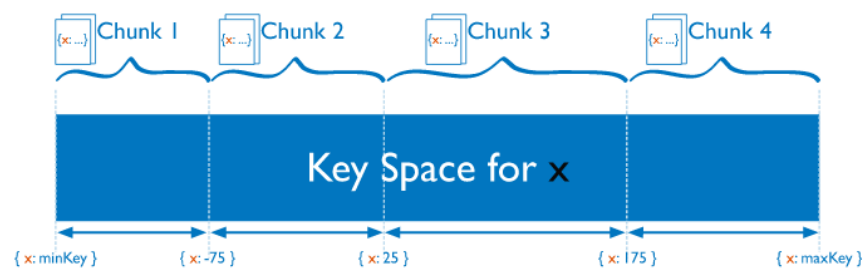 {x: ...} Chunk 1 {x: ...} Chunk 2 {x: ...} Chunk 3 {x: ...} Chunk 4
Key Space for x
{ x: minKey } { x: -75 } { x: 25 } { x: 175 } { x: maxKey }